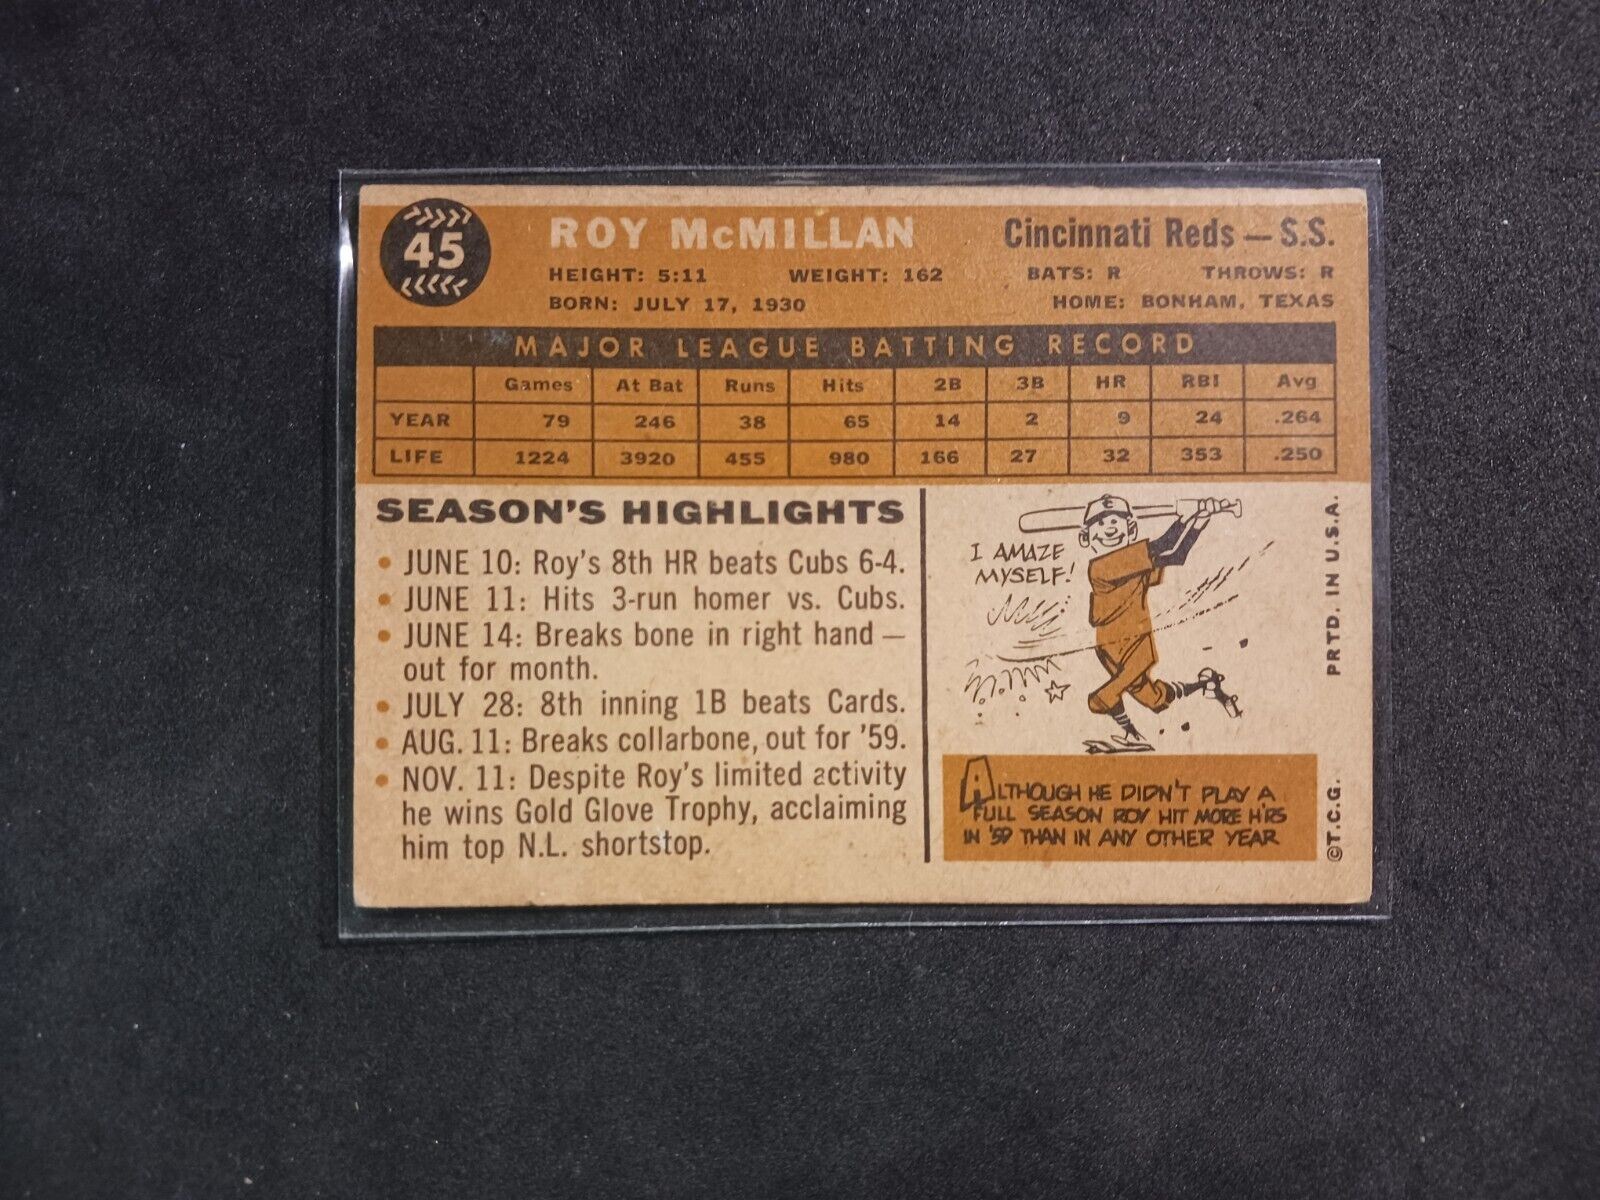 45
ROY McMILLAN
Cincinnati Reds — S.S.
HEIGHT: 5:11 WEIGHT: 162 BATS: R THROWS: R
BORN: JULY 17, 1930 HOME: BONHAM, TEXAS
MAJOR LEAGUE BATTING RECORD
Games At Bat Runs Hits 2B 3B HR RBI Avg
YEAR 79 246 38 65 14 2 9 24 .264
LIFE 1224 3920 455 980 166 27 32 353 .250
SEASON'S HIGHLIGHTS
• JUNE 10: Roy's 8th HR beats Cubs 6-4.
• JUNE 11: Hits 3-run homer vs. Cubs.
• JUNE 14: Breaks bone in right hand —
out for month.
• JULY 28: 8th inning 1B beats Cards.
• AUG. 11: Breaks collarbone, out for '59.
• NOV. 11: Despite Roy's limited activity
he wins Gold Glove Trophy, acclaiming
him top N.L. shortstop.
I AMAZE
MYSELF!
C
ALTHOUGH HE DIDN'T PLAY A
FULL SEASON ROY HIT MORE HRS
IN '59 THAN IN ANY OTHER YEAR
©T.C.G. PRTD. IN U.S.A.